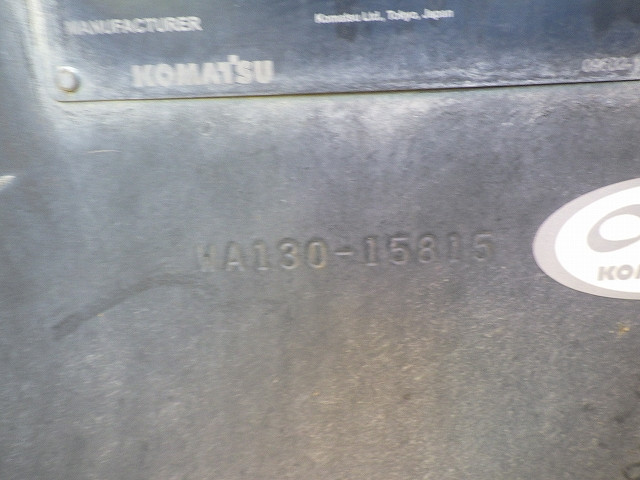 MANUFACTURER
Komatsu Ltd. Tokyo, Japan
KOMATSU
WA130-15815